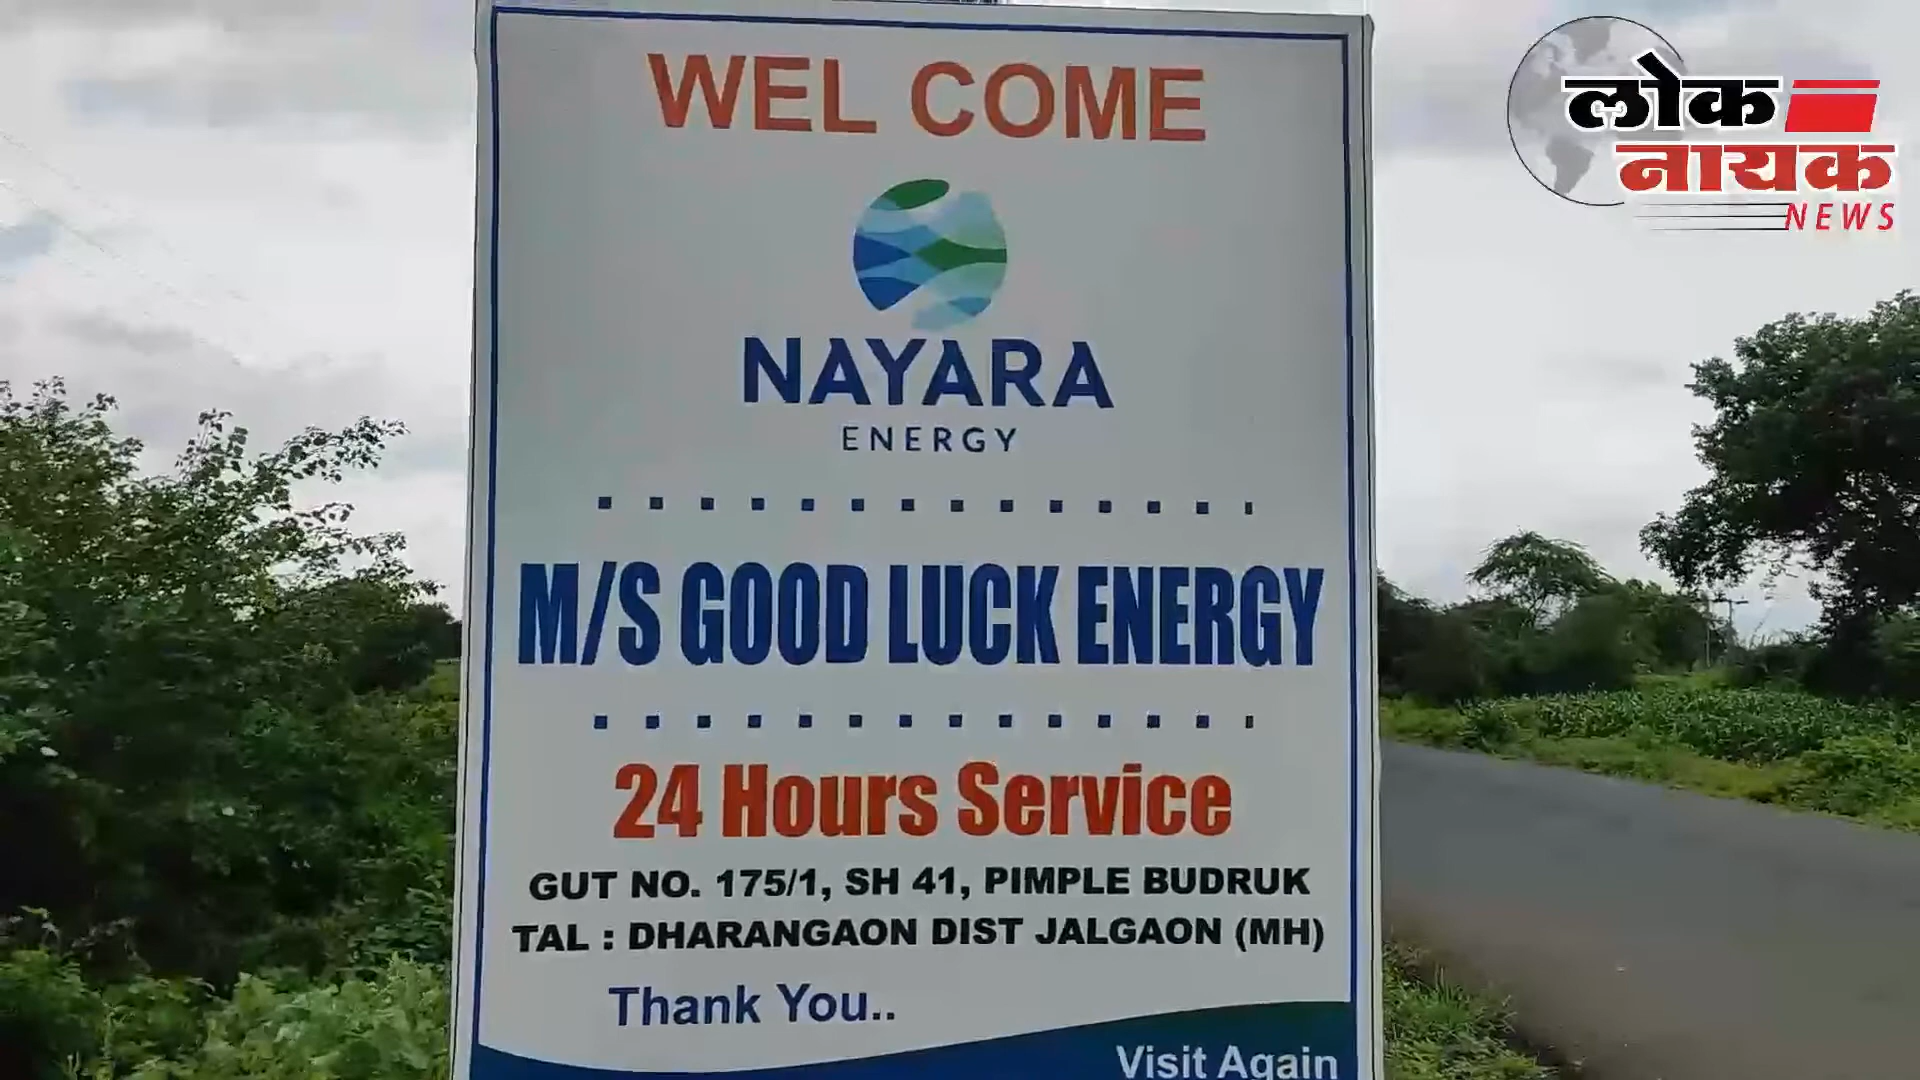 WEL COME
NAYARA
ENERGY
M/S GOOD LUCK ENERGY
24 Hours Service
GUT NO. 175/1, SH 41, PIMPLE BUDRUK
TAL : DHARANGAON DIST JALGAON (MH)
Thank You..
Visit Again
लोक
नायक
NEWS